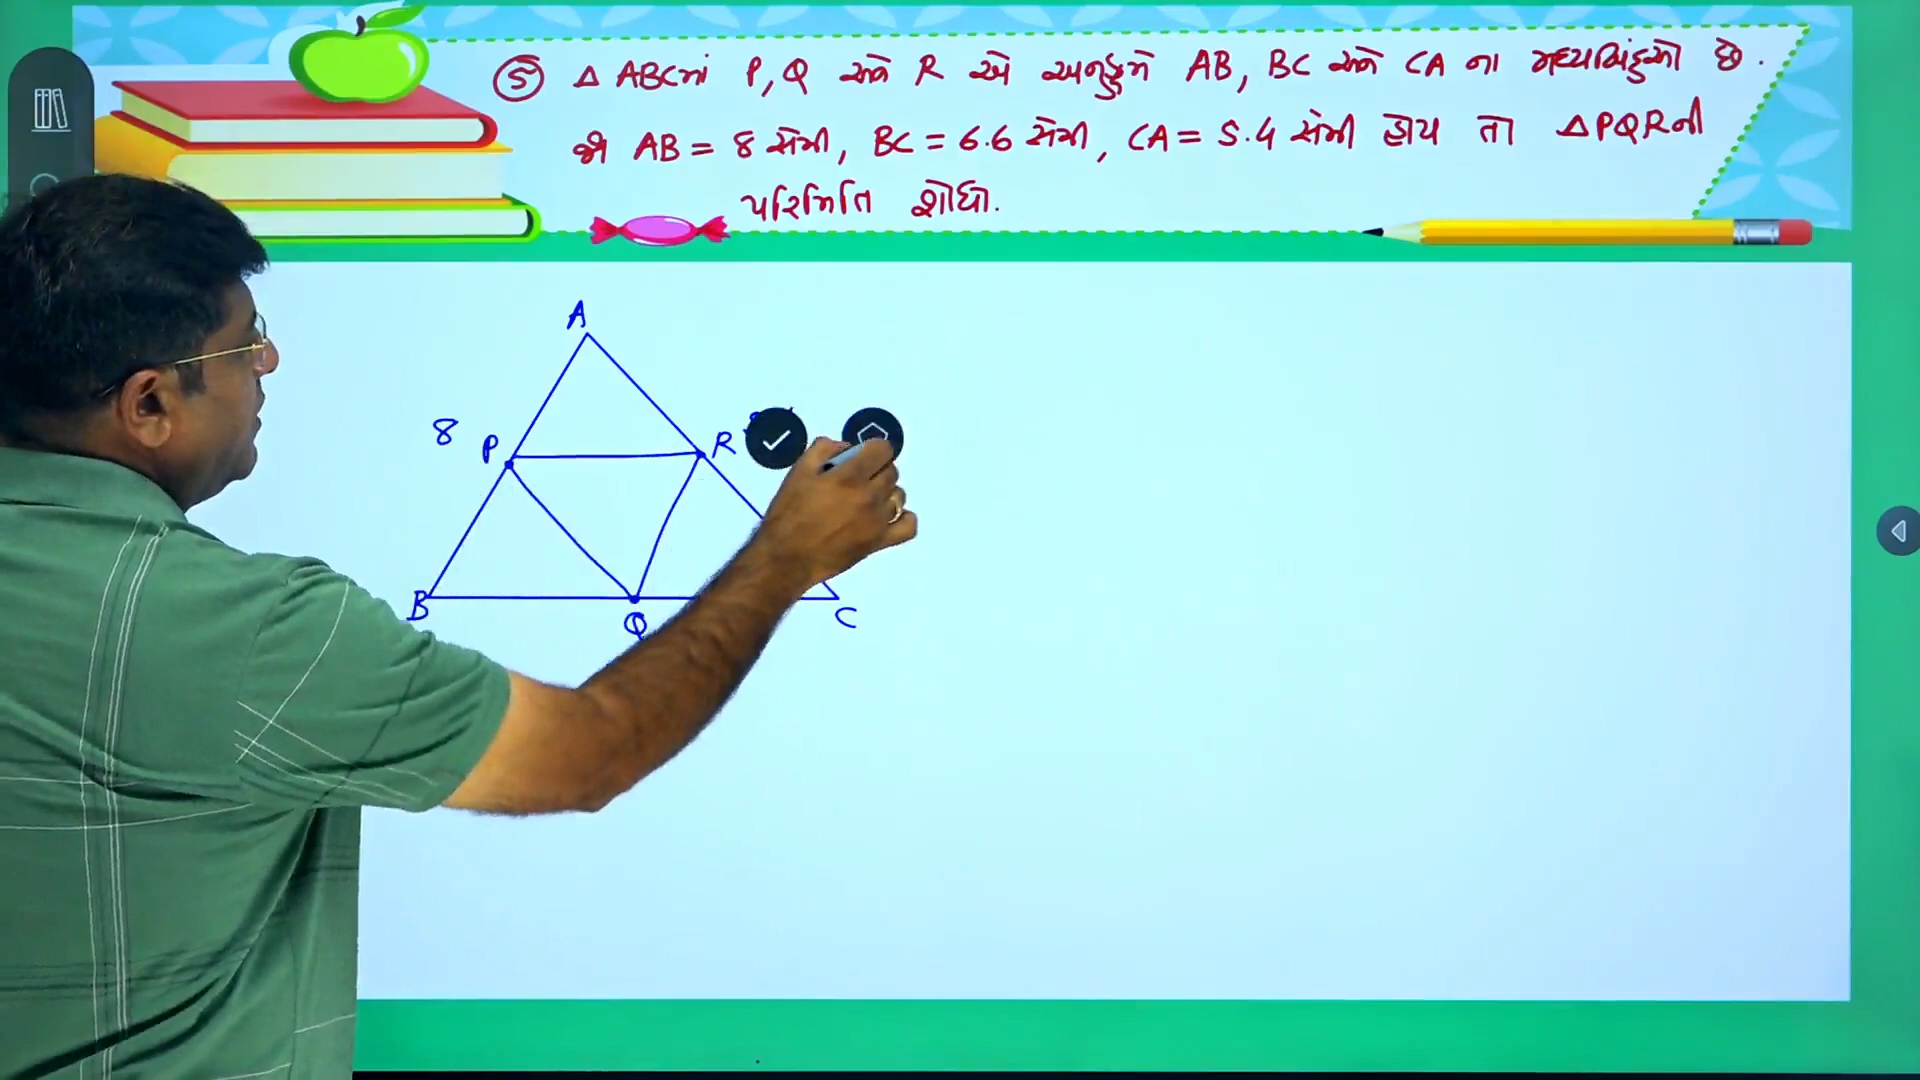 ⑤ △ ABCમાં P, Q અને R એ અનુક્રમે AB, BC અને CA ના મધ્યબિંદુઓ છે.
જો AB = 8 સેમી, BC = 6.6 સેમી, CA = 5.4 સેમી હોય તો △PQRની
પરિમિતિ શોધો.
A
8
P
R
B
Q
C